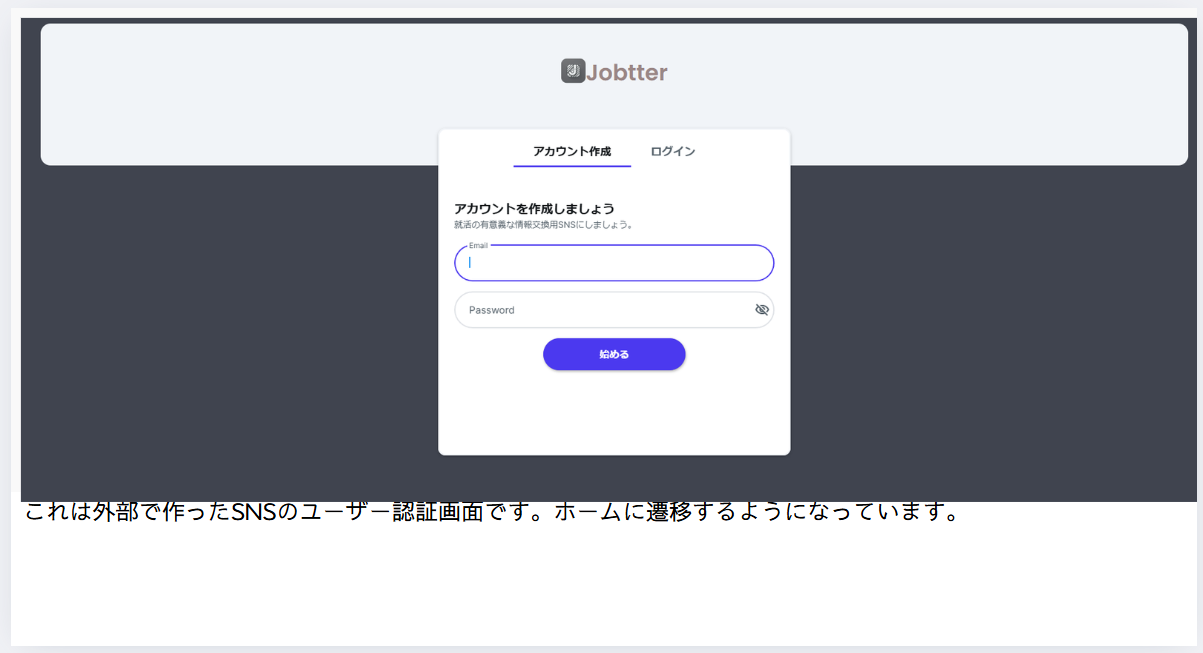 Jobtter
アカウント作成 ログイン
アカウントを作成しましょう
就活の有意義な情報交換用SNSにしましょう。
Email
Password
始める
これは外部で作ったSNSのユーザー認証画面です。ホームに遷移するようになっています。